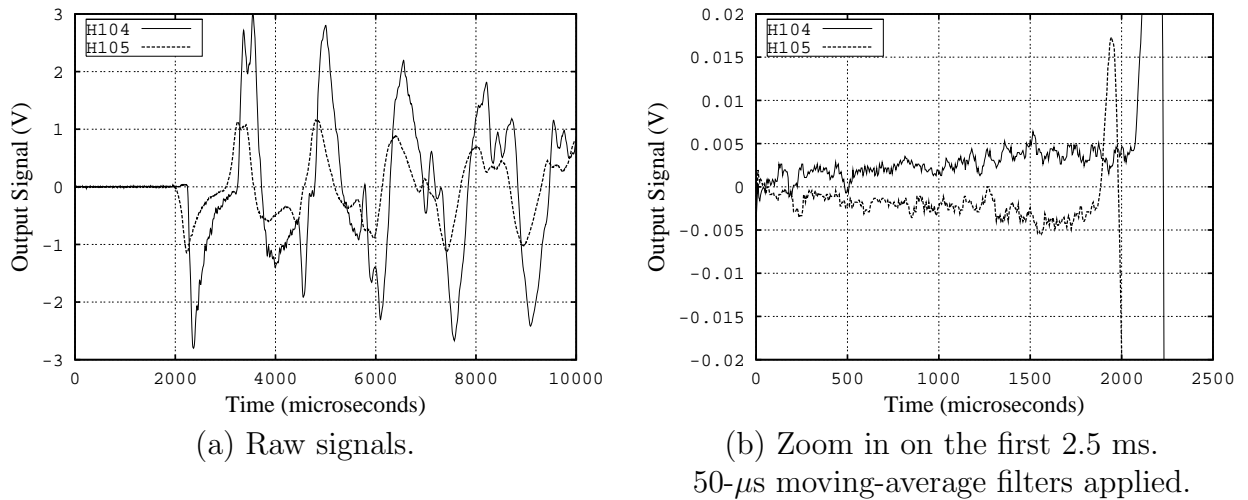 H104
H105
3
2
1
0
-1
-2
-3
0 2000 4000 6000 8000 10000
Output Signal (V)
Time (microseconds)
(a) Raw signals.
H104
H105
0.02
0.015
0.01
0.005
0
-0.005
-0.01
-0.015
-0.02
0 500 1000 1500 2000 2500
Output Signal (V)
Time (microseconds)
(b) Zoom in on the first 2.5 ms.
50-μs moving-average filters applied.